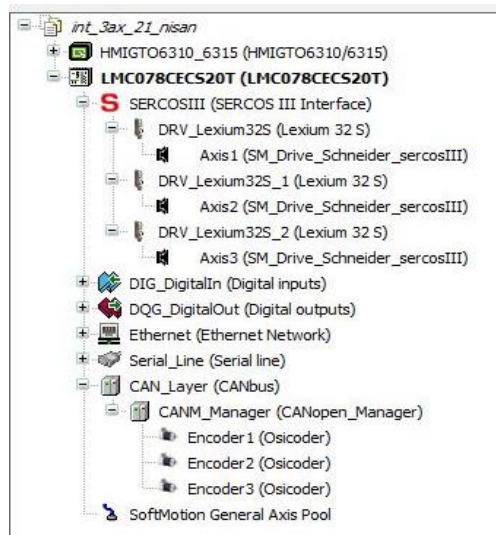 int_3ax_21_nisan
HMIGTO6310_6315 (HMIGTO6310/6315)
LMC078CECS20T (LMC078CECS20T)
SERCOSIII (SERCOS III Interface)
DRV_Lexium32S (Lexium 32 S)
Axis1 (SM_Drive_Schneider_sercosIII)
DRV_Lexium32S_1 (Lexium 32 S)
Axis2 (SM_Drive_Schneider_sercosIII)
DRV_Lexium32S_2 (Lexium 32 S)
Axis3 (SM_Drive_Schneider_sercosIII)
DIG_DigitalIn (Digital inputs)
DQG_DigitalOut (Digital outputs)
Ethernet (Ethernet Network)
Serial_Line (Serial line)
CAN_Layer (CANbus)
CANM_Manager (CANopen_Manager)
Encoder1 (Osicoder)
Encoder2 (Osicoder)
Encoder3 (Osicoder)
SoftMotion General Axis Pool